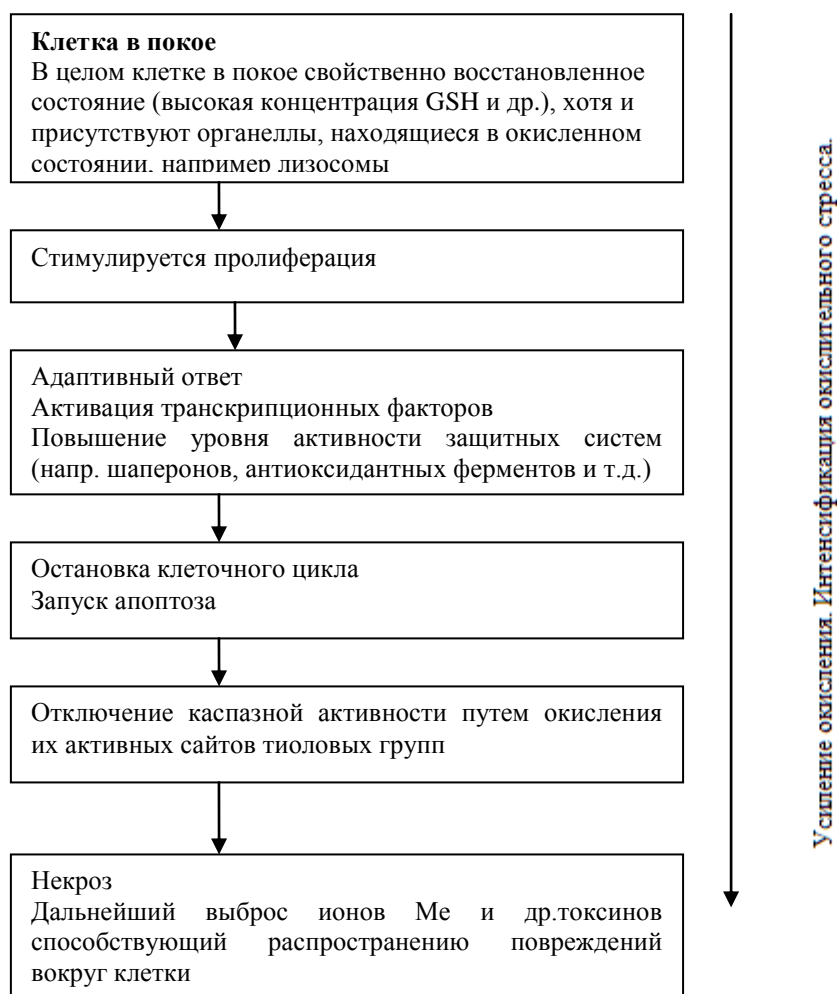 Клетка в покое
В целом клетке в покое свойственно восстановленное
состояние (высокая концентрация GSH и др.), хотя и
присутствуют органеллы, находящиеся в окисленном
состоянии, например лизосомы
Стимулируется пролиферация
Адаптивный ответ
Активация транскрипционных факторов
Повышение уровня активности защитных систем
(напр. шаперонов, антиоксидантных ферментов и т.д.)
Остановка клеточного цикла
Запуск апоптоза
Отключение каспазной активности путем окисления
их активных сайтов тиоловых групп
Некроз
Дальнейший выброс ионов Ме и др.токсинов
способствующий распространению повреждений
вокруг клетки
Усиление окисления. Интенсификация окислительного стресса.